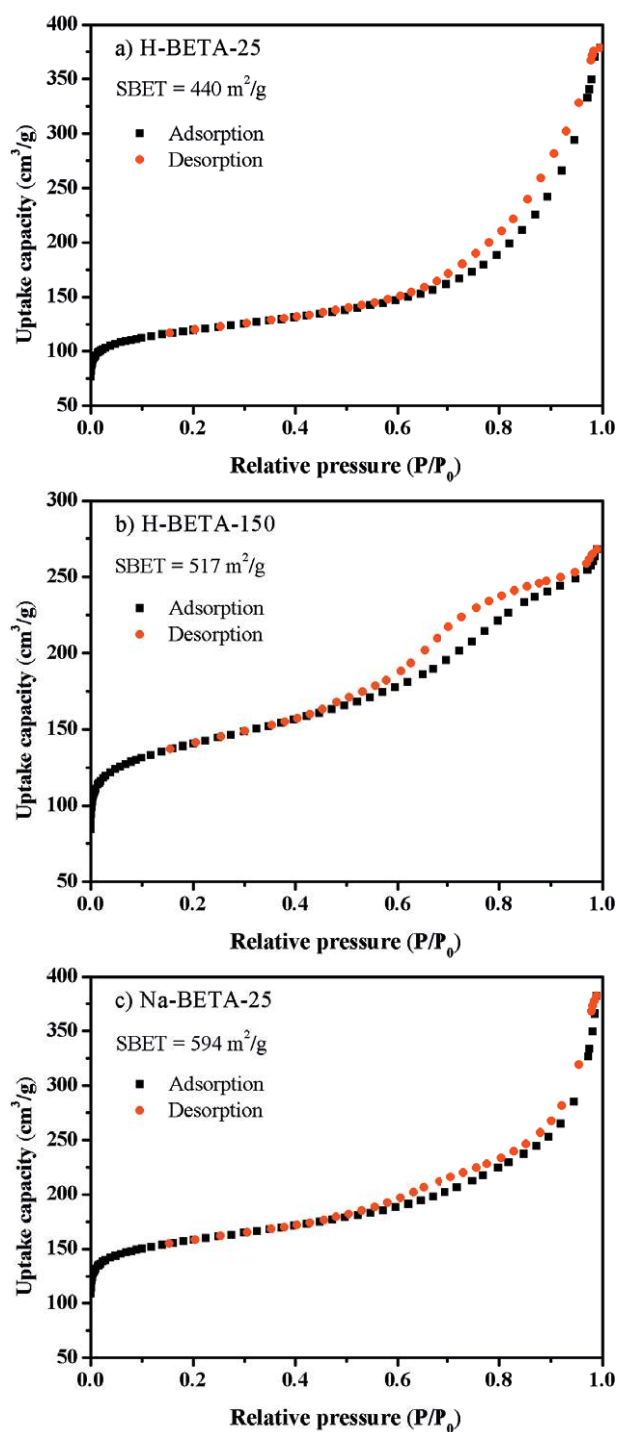 a) H-BETA-25
SBET = 440 m²/g
Adsorption
Desorption
Uptake capacity (cm³/g)
400
350
300
250
200
150
100
50
0.0 0.2 0.4 0.6 0.8 1.0
Relative pressure (P/P₀)
b) H-BETA-150
SBET = 517 m²/g
Adsorption
Desorption
Uptake capacity (cm³/g)
300
250
200
150
100
50
0.0 0.2 0.4 0.6 0.8 1.0
Relative pressure (P/P₀)
c) Na-BETA-25
SBET = 594 m²/g
Adsorption
Desorption
Uptake capacity (cm³/g)
400
350
300
250
200
150
100
50
0.0 0.2 0.4 0.6 0.8 1.0
Relative pressure (P/P₀)